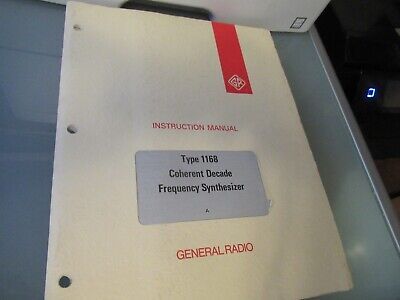 GR
INSTRUCTION MANUAL
Type 1168
Coherent Decade
Frequency Synthesizer
A
GENERAL RADIO